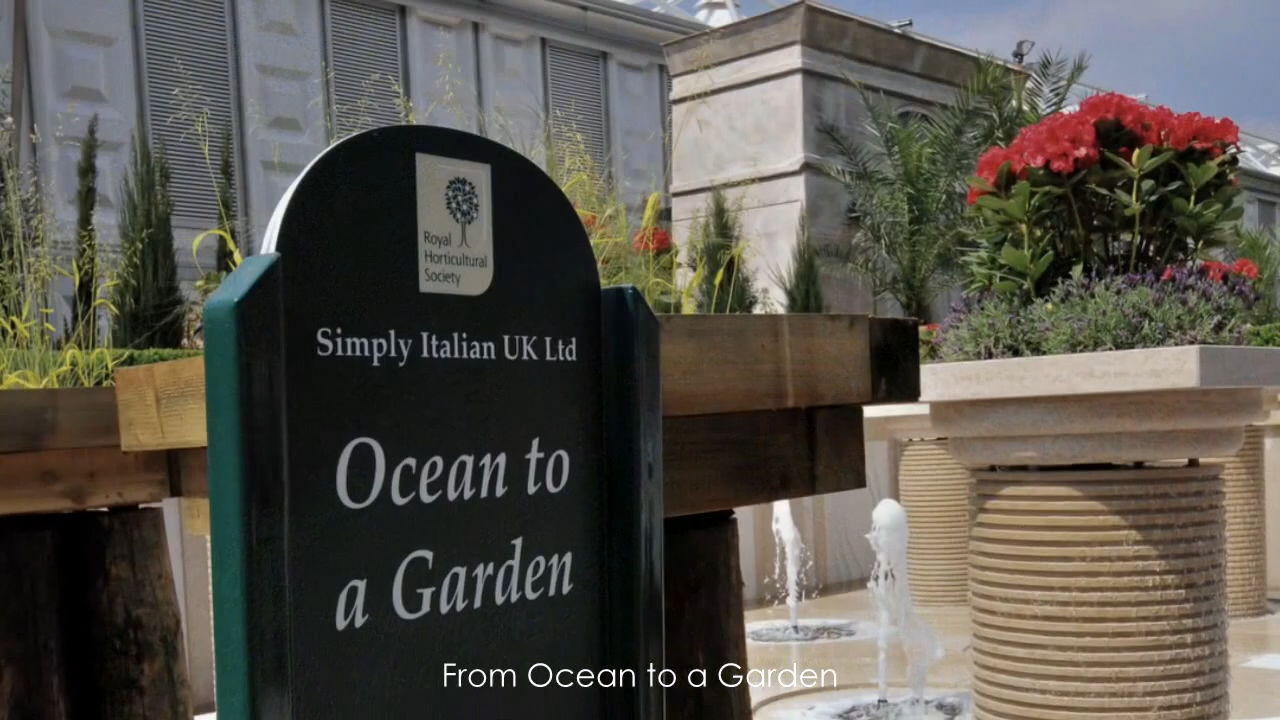 Royal
Horticultural
Society
Simply Italian UK Ltd
Ocean to
a Garden
From Ocean to a Garden